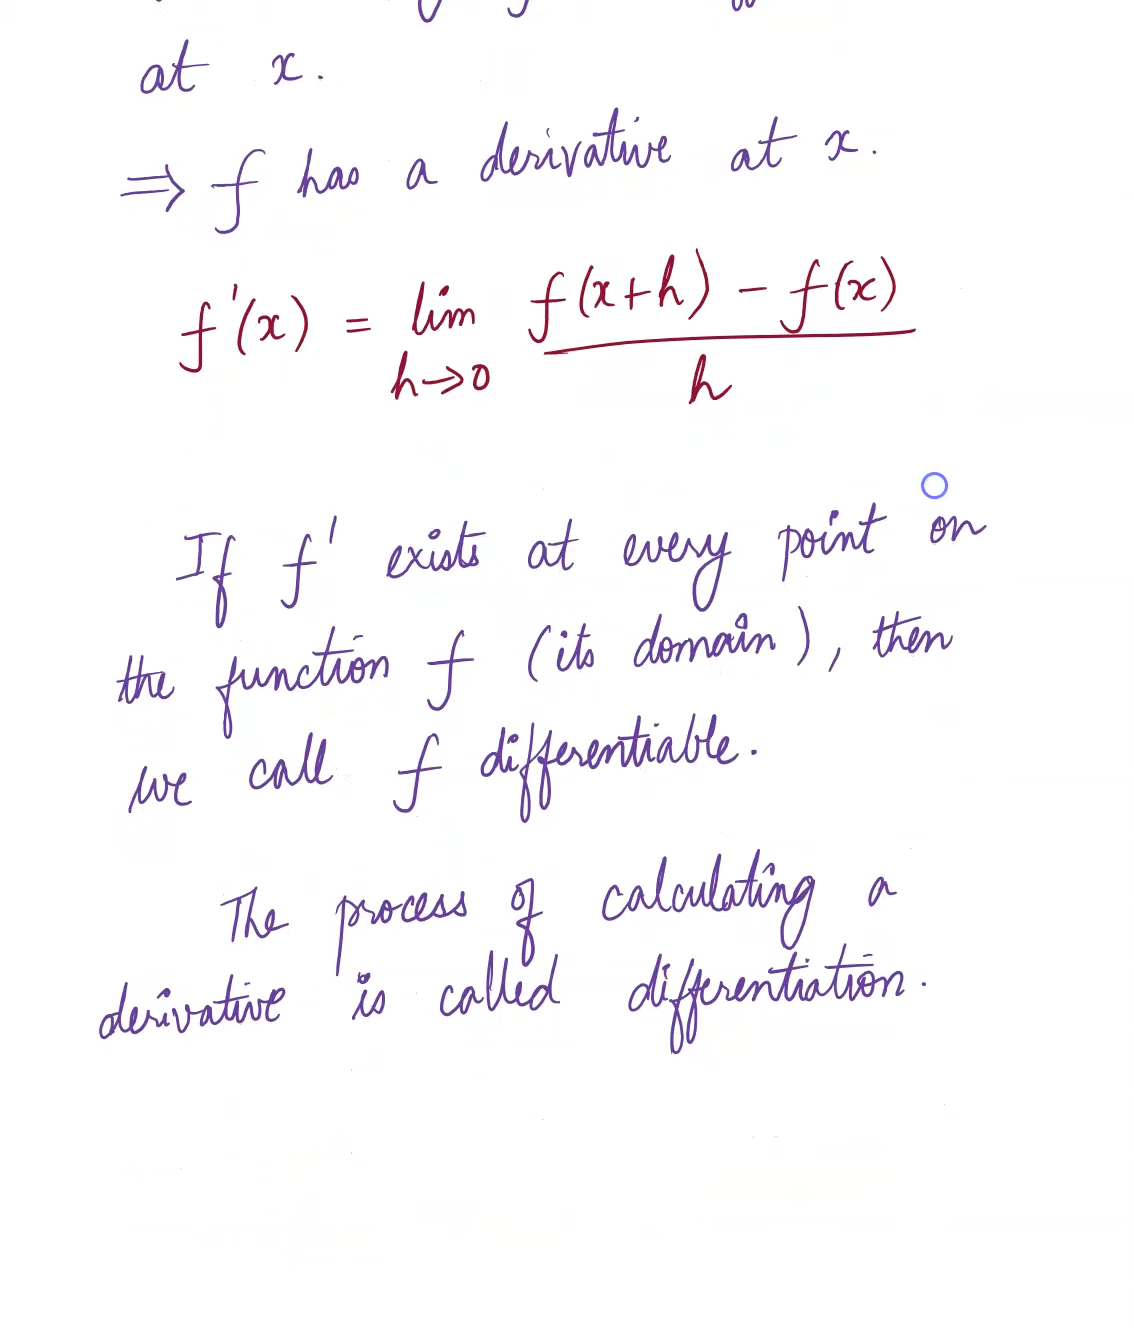 at x.
⇒ f has a derivative at x.
f'(x) = lim f(x+h) - f(x)
h→0 h
If f' exists at every point on
the function f (its domain), then
we call f differentiable.
The process of calculating a
derivative is called differentiation.